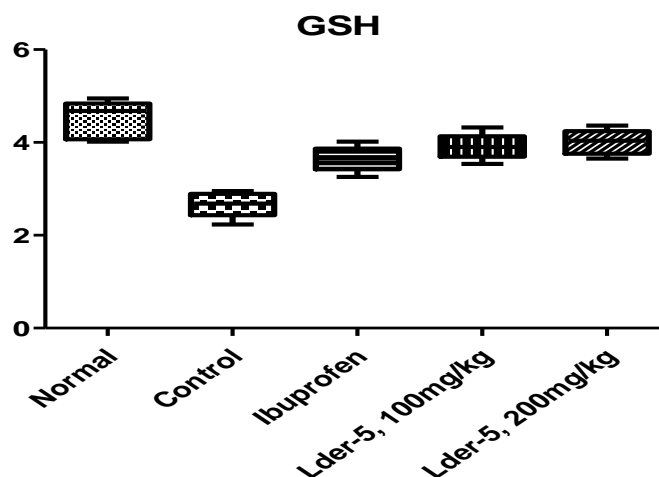 GSH
6
4
2
0
Normal
Control
Ibuprofen
Lder-5, 100mg/kg
Lder-5, 200mg/kg